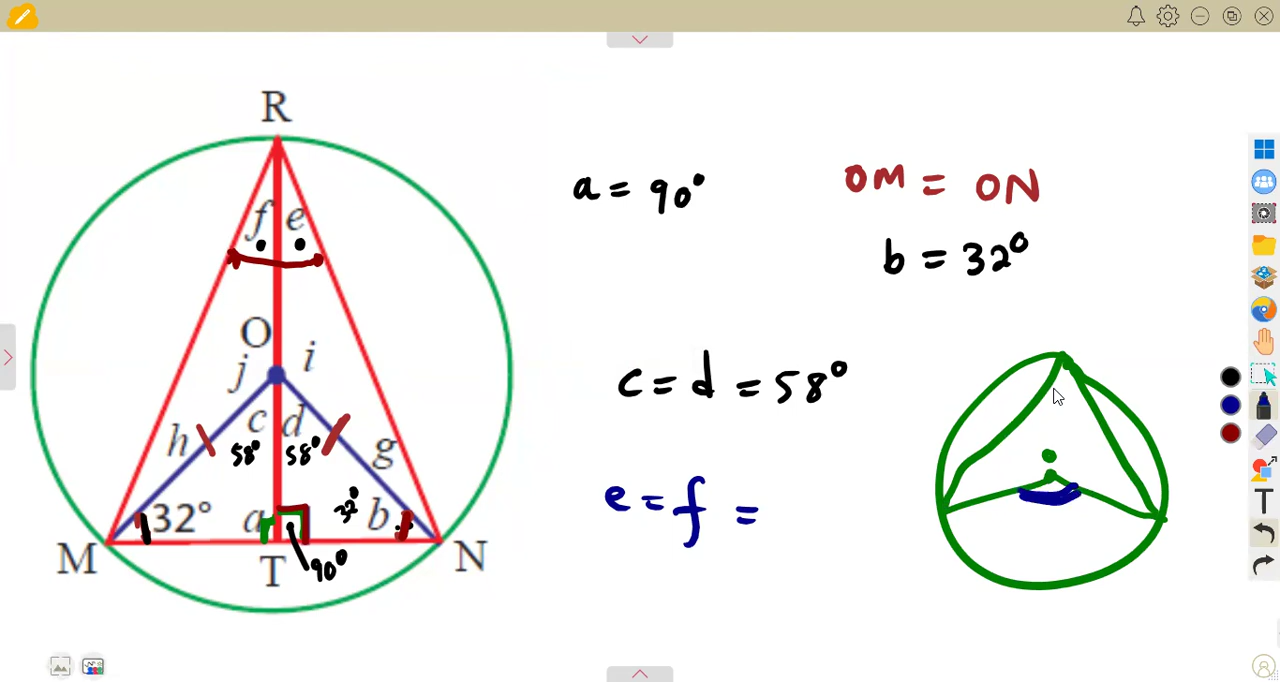 R
f e
O
j i
h c d g
58° 58°
32° a 32° b
M T N
90°
a = 90°
OM = ON
b = 32°
c = d = 58°
e = f =
T